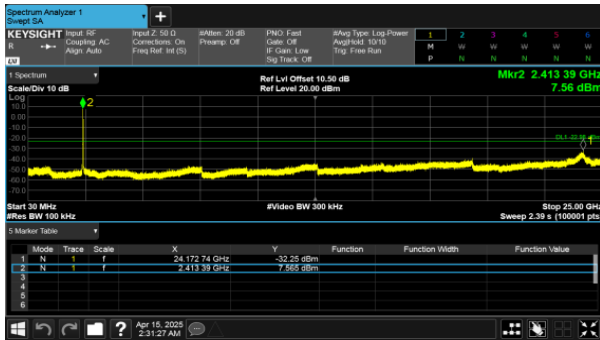 Spectrum Analyzer 1
Swept SA
+
KEYSIGHT Input: RF Input Z: 50 Ω #Atten: 20 dB PNO: Fast #Avg Type: Log-Power 1 2 3 4 5 6
R Coupling: AC Corrections: On Preamp: Off Gate: Off Avg|Hold: 10/10 M W W W W W
Align: Auto Freq Ref: Int (S) IF Gain: Low Trig: Free Run P N N N N N
Sig Track: Off
1 Spectrum Ref Lvl Offset 10.50 dB Mkr2 2.413 39 GHz
Scale/Div 10 dB Ref Level 20.00 dBm 7.56 dBm
Log
10.0
0.00
-10.0
-20.0
-30.0
-40.0
-50.0
-60.0
-70.0
2
1
Start 30 MHz #Video BW 300 kHz Stop 25.00 GHz
#Res BW 100 kHz Sweep 2.39 s (100001 pts)
5 Marker Table
Mode Trace Scale X Y Function Function Width Function Value
1 N 1 f 24.172 74 GHz -32.25 dBm
2 N 1 f 2.413 39 GHz 7.565 dBm
3
4
5
6
? Apr 15, 2025
2:31:27 AM